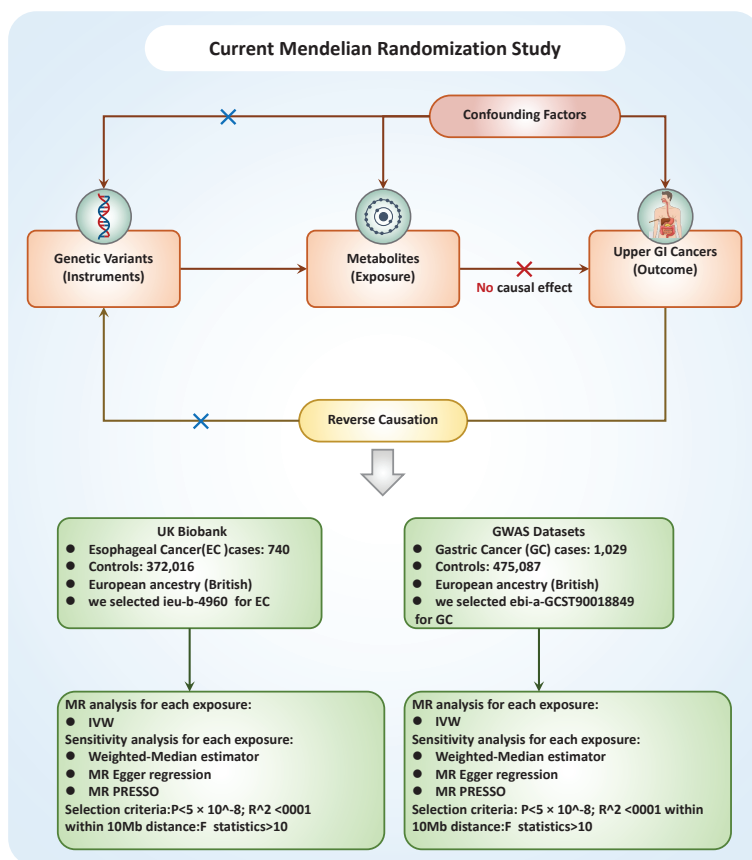 Current Mendelian Randomization Study
Confounding Factors
Genetic Variants
(Instruments)
Metabolites
(Exposure)
Upper GI Cancers
(Outcome)
No causal effect
Reverse Causation
UK Biobank
● Esophageal Cancer(EC )cases: 740
● Controls: 372,016
● European ancestry (British)
● we selected ieu-b-4960 for EC
GWAS Datasets
● Gastric Cancer (GC) cases: 1,029
● Controls: 475,087
● European ancestry (British)
● we selected ebi-a-GCST90018849
for GC
MR analysis for each exposure:
● IVW
Sensitivity analysis for each exposure:
● Weighted-Median estimator
● MR Egger regression
● MR PRESSO
Selection criteria:P<5 × 10^-8; R^2 <0001
within 10Mb distance:F statistics>10
MR analysis for each exposure:
● IVW
Sensitivity analysis for each exposure:
● Weighted-Median estimator
● MR Egger regression
● MR PRESSO
Selection criteria: P<5 × 10^-8; R^2 <0001 within
10Mb distance:F statistics>10